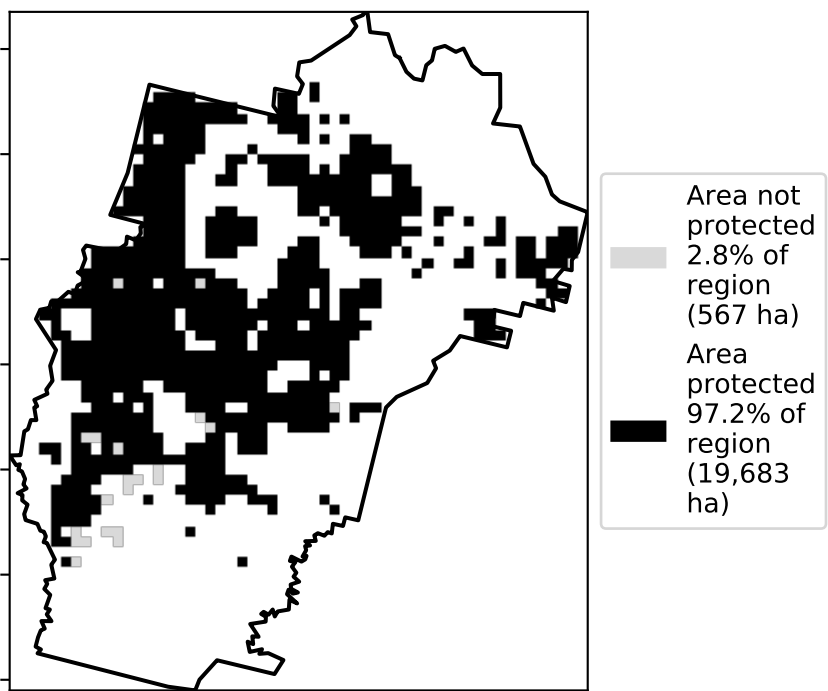 Area not
protected
2.8% of
region
(567 ha)
Area
protected
97.2% of
region
(19,683
ha)